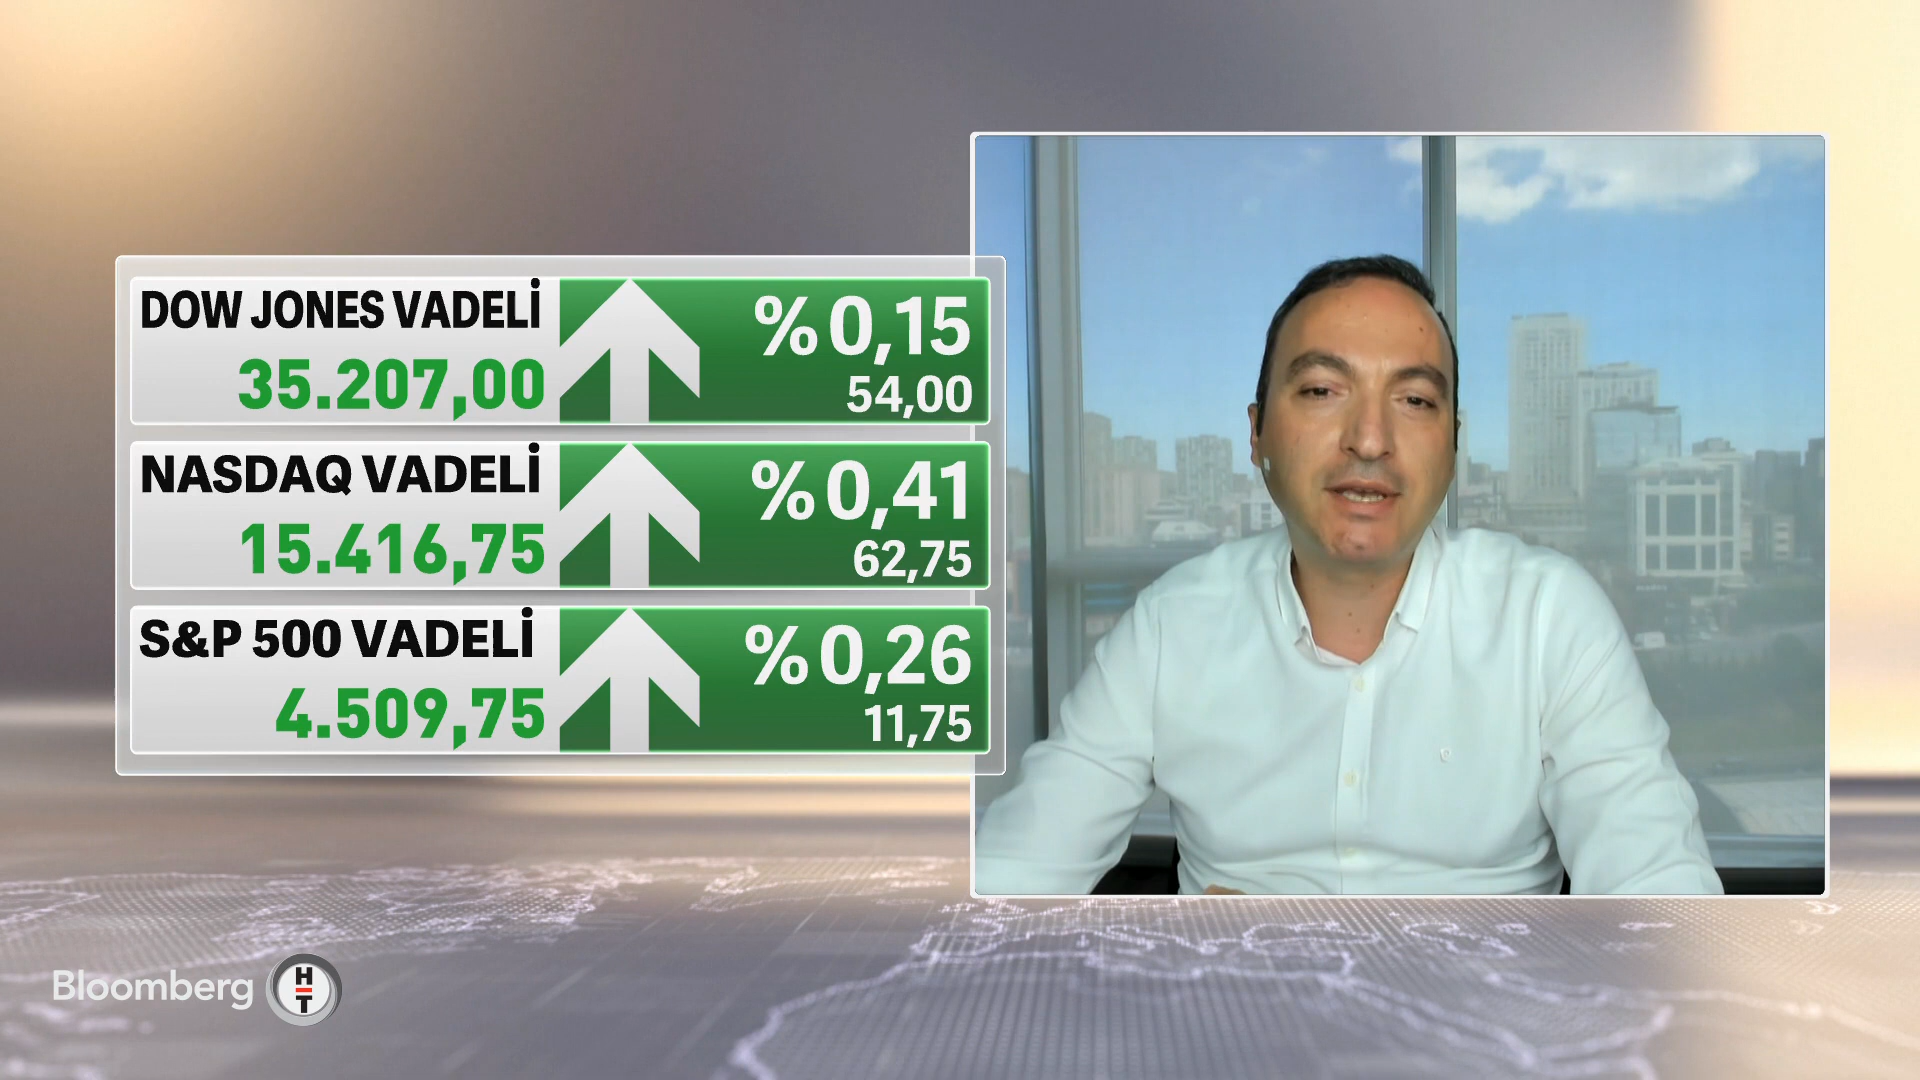 DOW JONES VADELİ
35.207,00
%0,15
54,00
NASDAQ VADELİ
15.416,75
%0,41
62,75
S&P 500 VADELİ
4.509,75
%0,26
11,75
Bloomberg HT